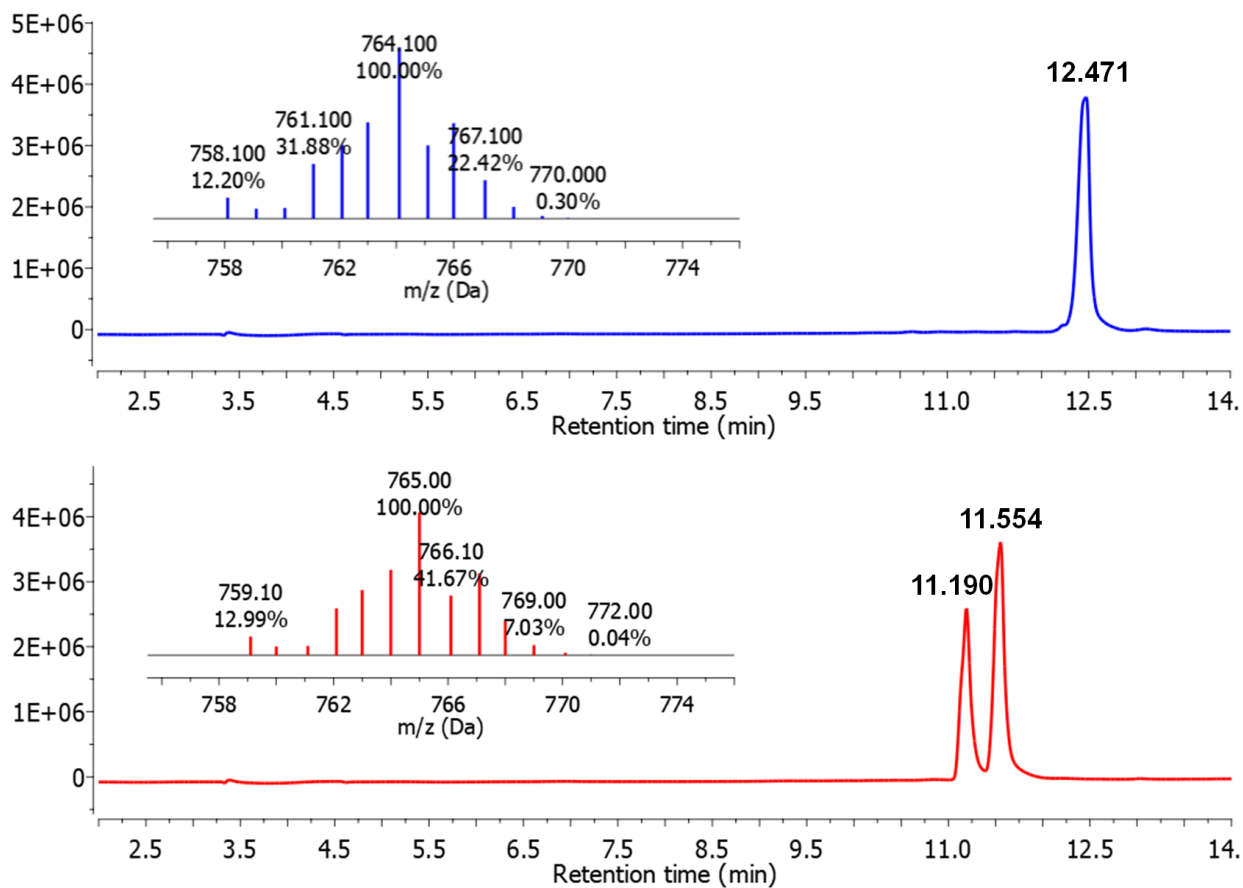 5E+06
4E+06
3E+06
2E+06
1E+06
0
764.100
100.00%
761.100
31.88%
758.100
12.20%
767.100
22.42%
770.000
0.30%
758 762 766 770 774
m/z (Da)
12.471
2.5 3.5 4.5 5.5 6.5 7.5 8.5 9.5 11.0 12.5 14.
Retention time (min)
4E+06
3E+06
2E+06
1E+06
0
765.00
100.00%
766.10
41.67%
759.10
12.99%
769.00
7.03%
772.00
0.04%
758 762 766 770 774
m/z (Da)
11.554
11.190
2.5 3.5 4.5 5.5 6.5 7.5 8.5 9.5 11.0 12.5 14.
Retention time (min)